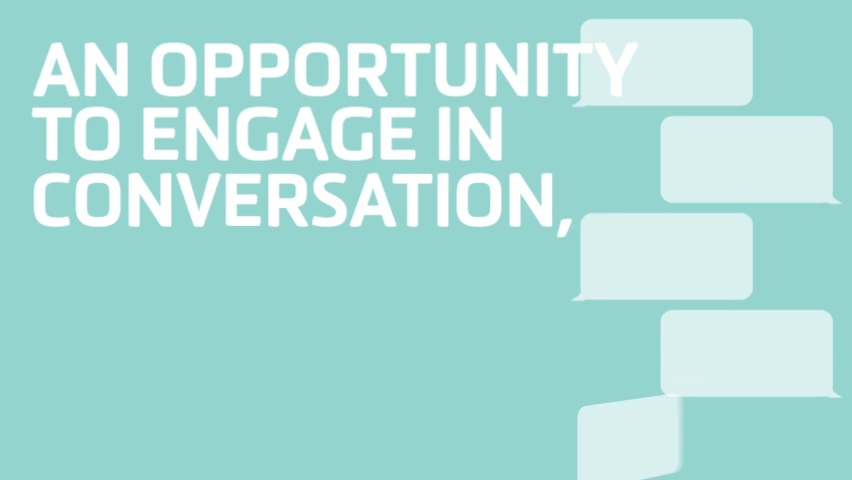 AN OPPORTUNITY
TO ENGAGE IN
CONVERSATION,